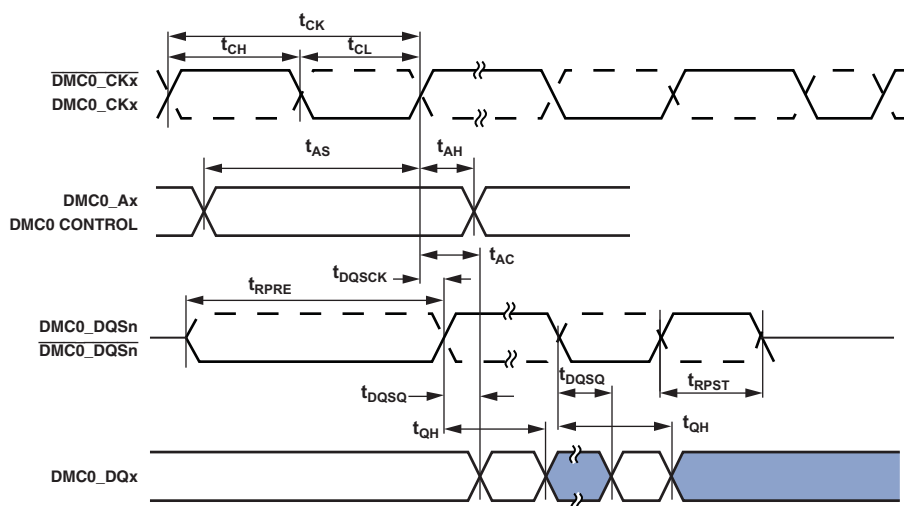 tCK
tCH
tCL
DMC0_CKx
DMC0_CKx
tAS
tAH
DMC0_Ax
DMC0 CONTROL
tAC
tDQSCK
tRPRE
DMC0_DQSn
DMC0_DQSn
tDQSQ
tDQSQ
tRPST
tQH
tQH
DMC0_DQx